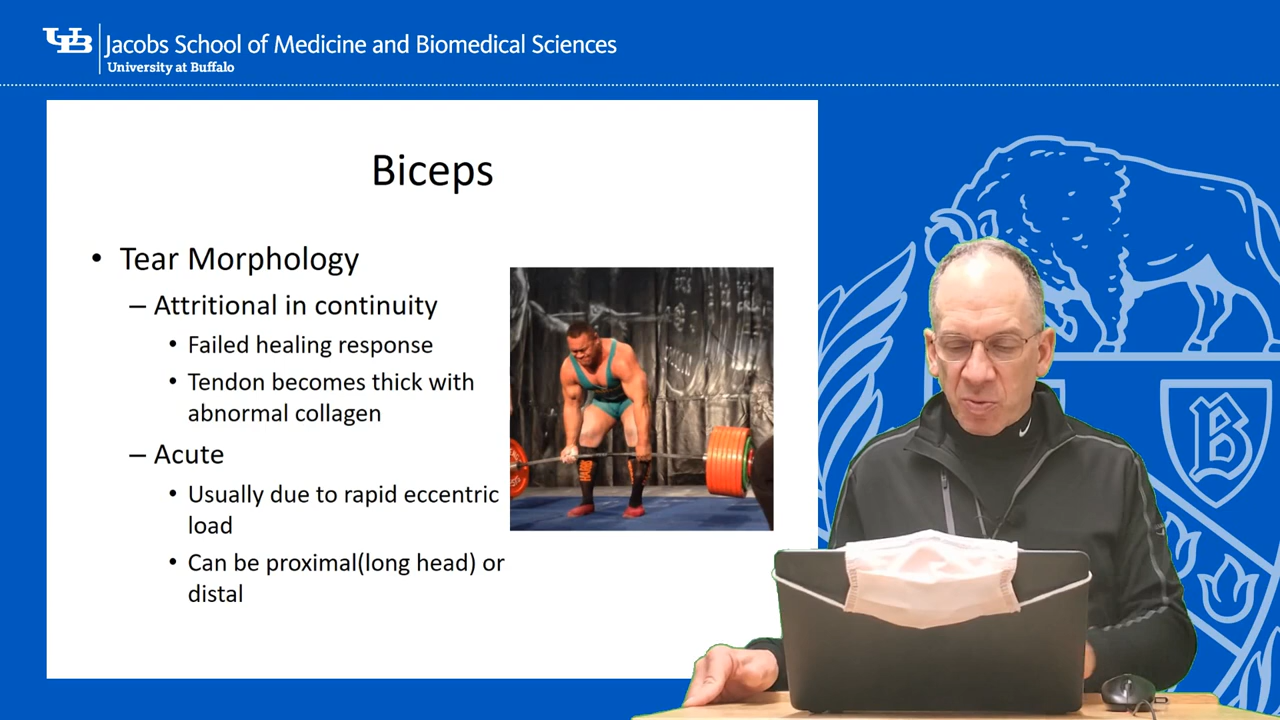 UB Jacobs School of Medicine and Biomedical Sciences
University at Buffalo
Biceps
• Tear Morphology
– Attritional in continuity
• Failed healing response
• Tendon becomes thick with
abnormal collagen
– Acute
• Usually due to rapid eccentric
load
• Can be proximal(long head) or
distal
B